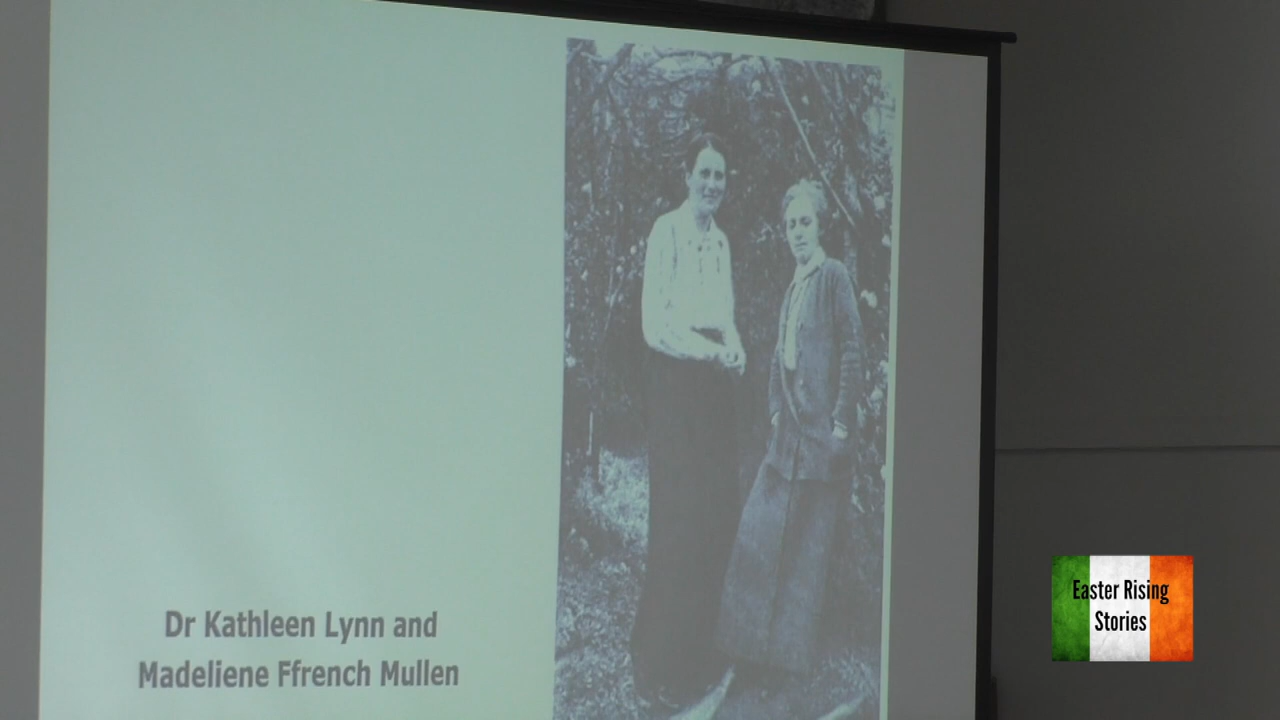 Dr Kathleen Lynn and
Madeliene Ffrench Mullen
Easter Rising
Stories